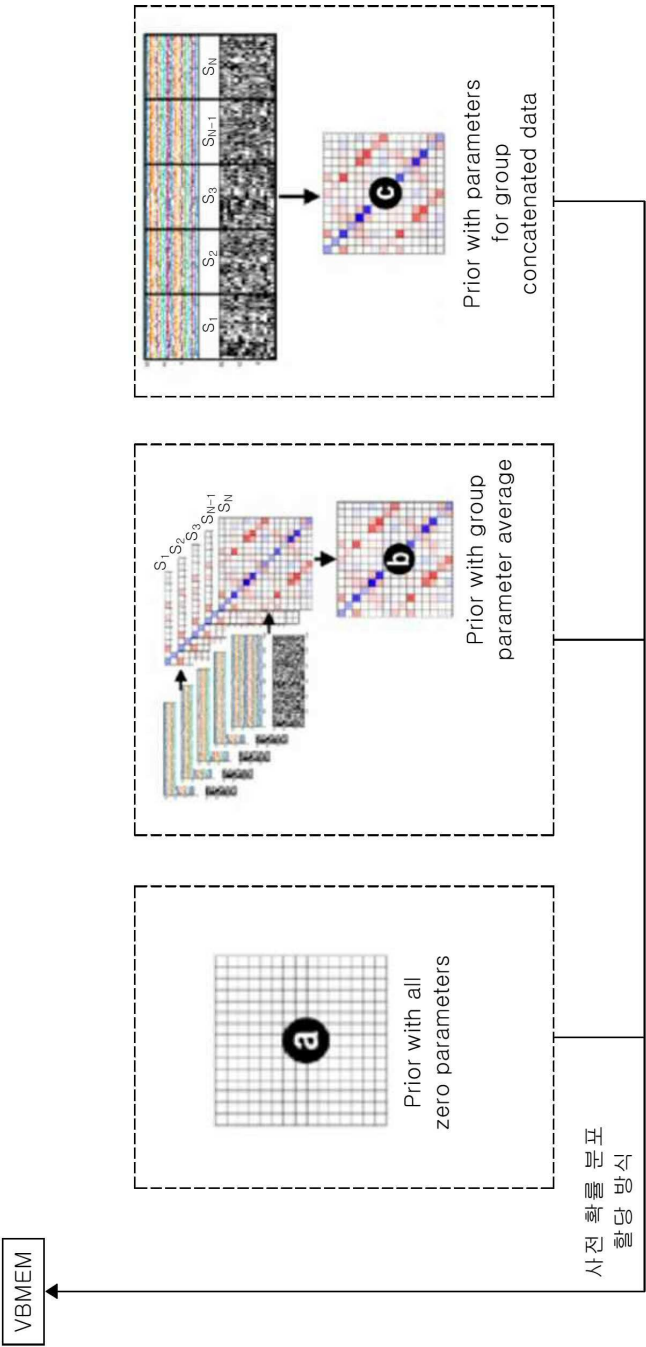 VBMEM
사전 확률 분포
할당 방식
a
Prior with all
zero parameters
S1
S2
S3
SN-1
SN
b
Prior with group
parameter average
S1
S2
S3
SN-1
SN
c
Prior with parameters
for group
concatenated data